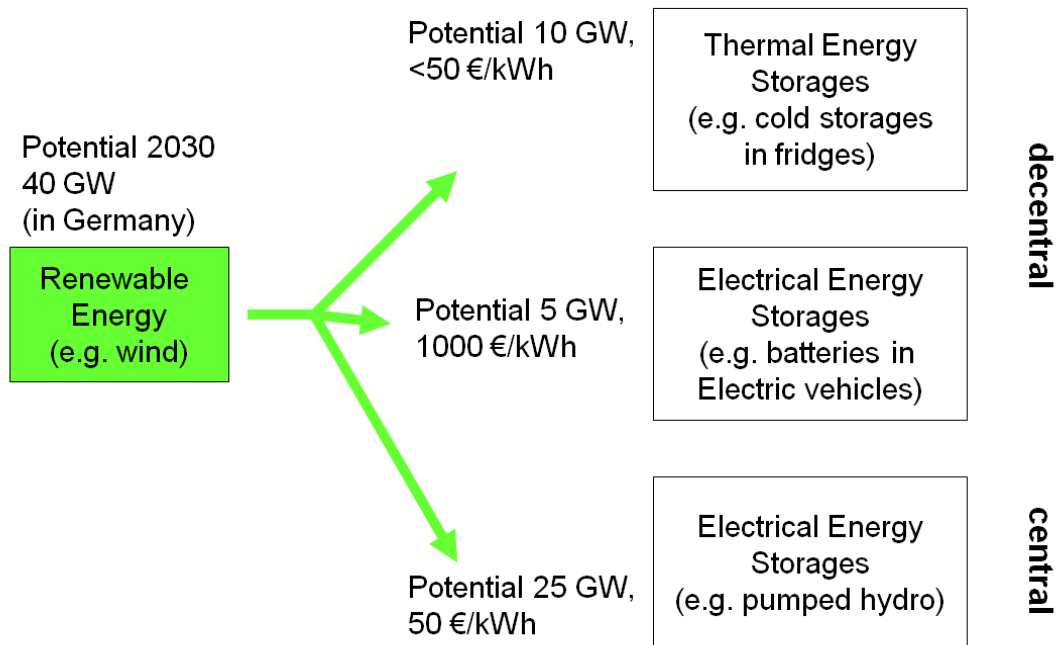 Potential 10 GW,
<50 €/kWh
Thermal Energy
Storages
(e.g. cold storages
in fridges)
decentral
Potential 2030
40 GW
(in Germany)
Renewable
Energy
(e.g. wind)
Potential 5 GW,
1000 €/kWh
Electrical Energy
Storages
(e.g. batteries in
Electric vehicles)
Potential 25 GW,
50 €/kWh
Electrical Energy
Storages
(e.g. pumped hydro)
central